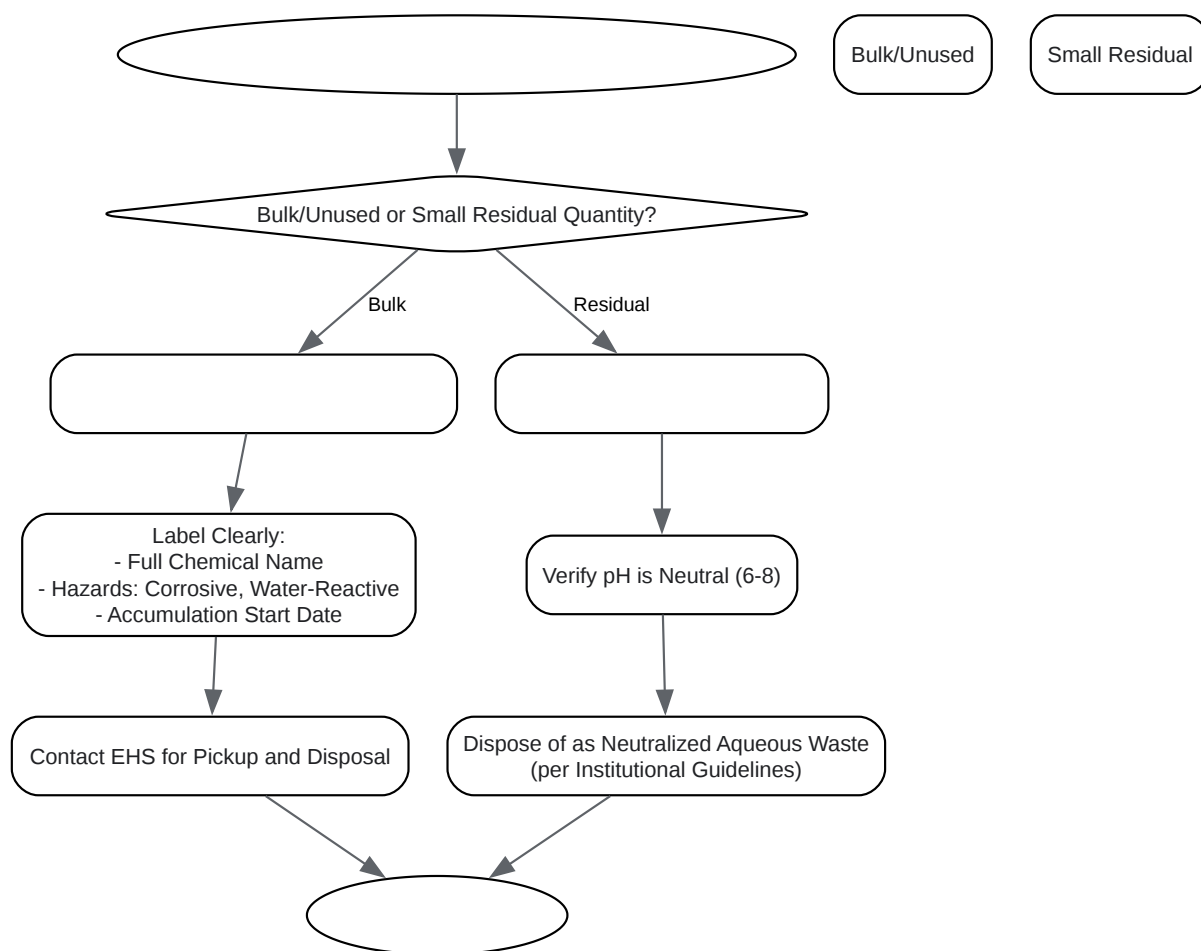 Bulk/Unused
Small Residual
Bulk/Unused or Small Residual Quantity?
Bulk
Residual
Label Clearly:
- Full Chemical Name
- Hazards: Corrosive, Water-Reactive
- Accumulation Start Date
Verify pH is Neutral (6-8)
Contact EHS for Pickup and Disposal
Dispose of as Neutralized Aqueous Waste
(per Institutional Guidelines)